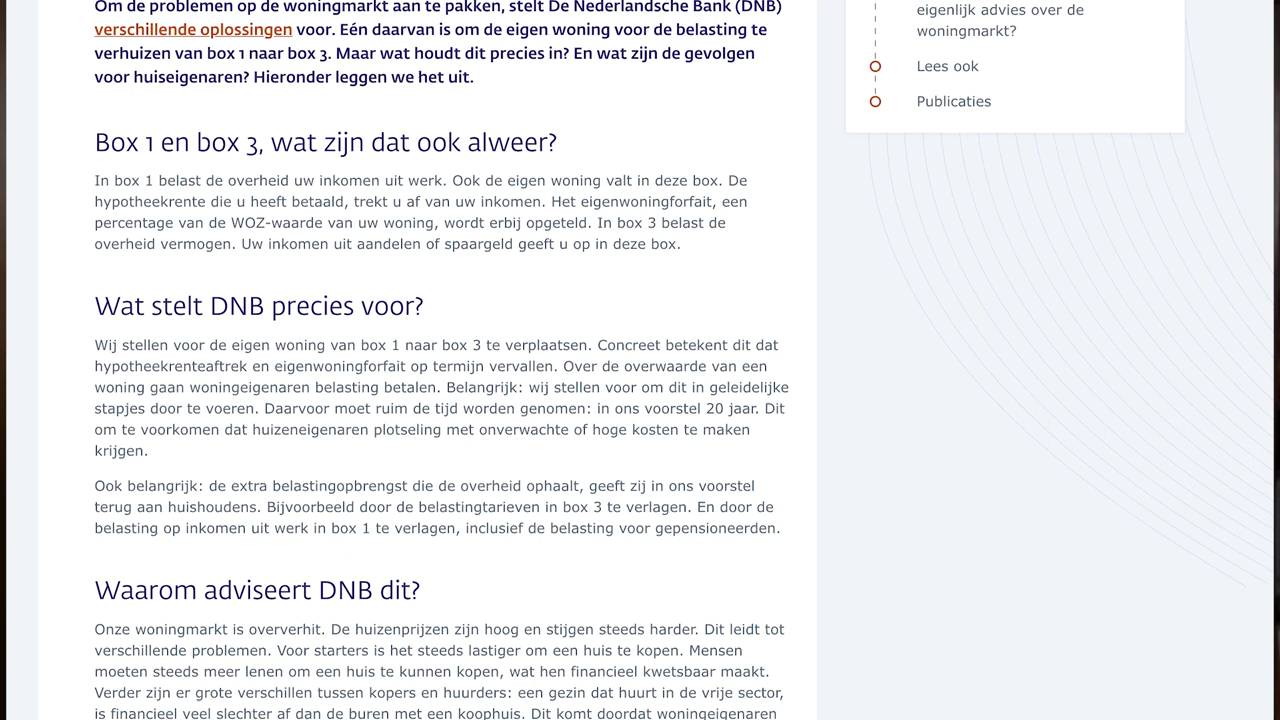 Om de problemen op de woningmarkt aan te pakken, stelt De Nederlandsche Bank (DNB)
verschillende oplossingen voor. Eén daarvan is om de eigen woning voor de belasting te
verhuizen van box 1 naar box 3. Maar wat houdt dit precies in? En wat zijn de gevolgen
voor huiseigenaren? Hieronder leggen we het uit.
Box 1 en box 3, wat zijn dat ook alweer?
In box 1 belast de overheid uw inkomen uit werk. Ook de eigen woning valt in deze box. De
hypotheekrente die u heeft betaald, trekt u af van uw inkomen. Het eigenwoningforfait, een
percentage van de WOZ-waarde van uw woning, wordt erbij opgeteld. In box 3 belast de
overheid vermogen. Uw inkomen uit aandelen of spaargeld geeft u op in deze box.
Wat stelt DNB precies voor?
Wij stellen voor de eigen woning van box 1 naar box 3 te verplaatsen. Concreet betekent dit dat
hypotheekrenteaftrek en eigenwoningforfait op termijn vervallen. Over de overwaarde van een
woning gaan woningeigenaren belasting betalen. Belangrijk: wij stellen voor om dit in geleidelijke
stapjes door te voeren. Daarvoor moet ruim de tijd worden genomen: in ons voorstel 20 jaar. Dit
om te voorkomen dat huizeneigenaren plotseling met onverwachte of hoge kosten te maken
krijgen.
Ook belangrijk: de extra belastingopbrengst die de overheid ophaalt, geeft zij in ons voorstel
terug aan huishoudens. Bijvoorbeeld door de belastingtarieven in box 3 te verlagen. En door de
belasting op inkomen uit werk in box 1 te verlagen, inclusief de belasting voor gepensioneerden.
Waarom adviseert DNB dit?
Onze woningmarkt is oververhit. De huizenprijzen zijn hoog en stijgen steeds harder. Dit leidt tot
verschillende problemen. Voor starters is het steeds lastiger om een huis te kopen. Mensen
moeten steeds meer lenen om een huis te kunnen kopen, wat hen financieel kwetsbaar maakt.
Verder zijn er grote verschillen tussen kopers en huurders: een gezin dat huurt in de vrije sector,
is financieel veel slechter af dan de buren met een koophuis. Dit komt doordat woningeigenaren
eigenlijk advies over de
woningmarkt?
Lees ook
Publicaties